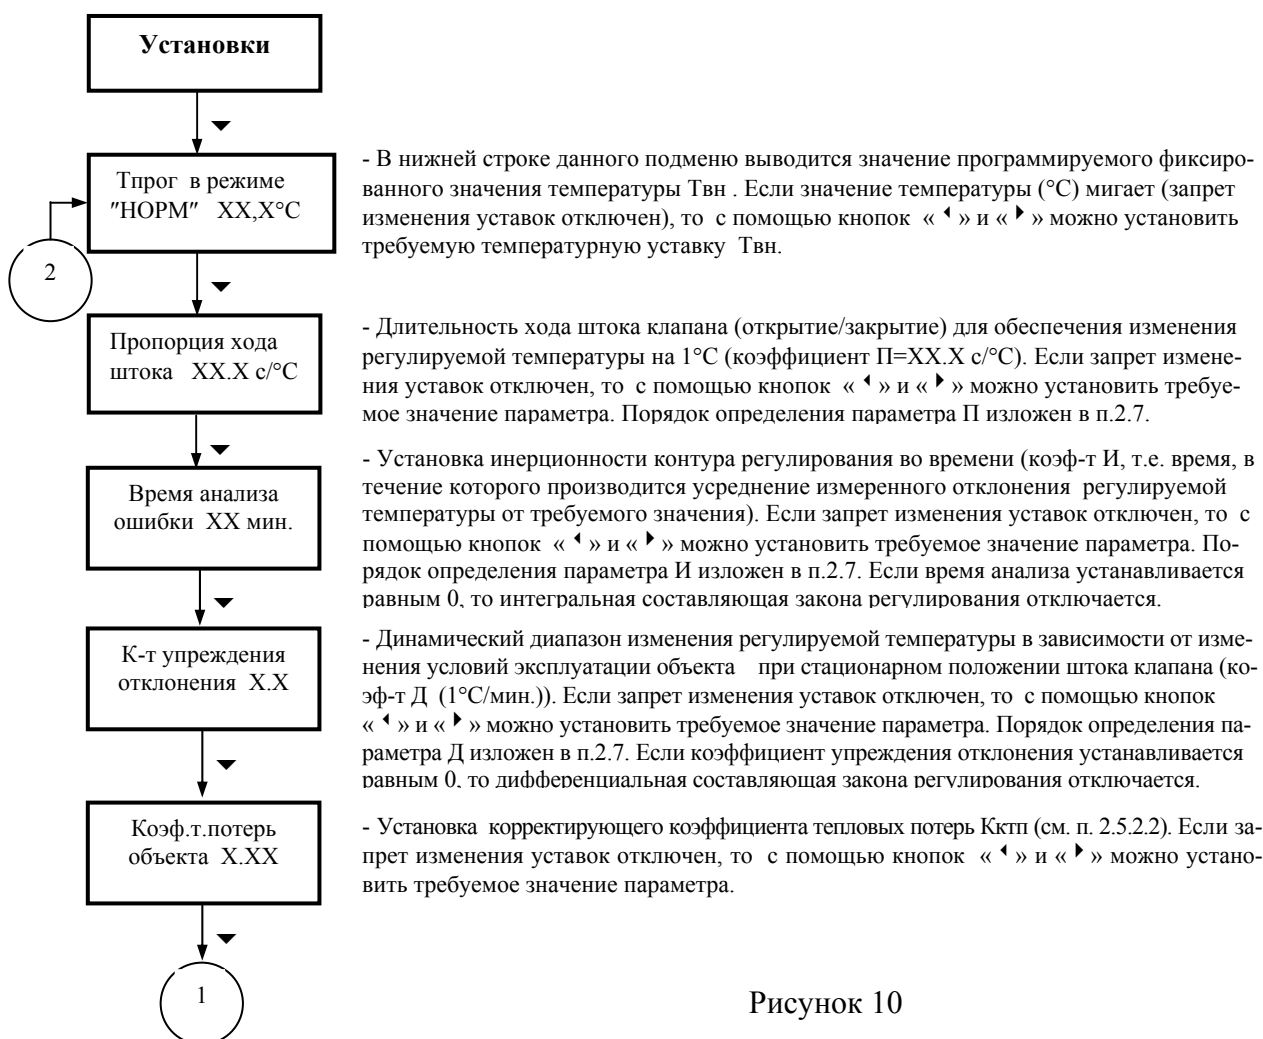 Установки
Тпрог в режиме
"НОРМ" ХХ,Х°С
- В нижней строке данного подменю выводится значение программируемого фиксиро-
ванного значения температуры Твн . Если значение температуры (°С) мигает (запрет
изменения уставок отключен), то с помощью кнопок « 🞀 » и « 🞂 » можно установить
требуемую температурную уставку Твн.
2
Пропорция хода
штока ХХ.Х с/°С
- Длительность хода штока клапана (открытие/закрытие) для обеспечения изменения
регулируемой температуры на 1°С (коэффициент П=ХХ.Х с/°С). Если запрет измене-
ния уставок отключен, то с помощью кнопок « 🞀 » и « 🞂 » можно установить требуе-
мое значение параметра. Порядок определения параметра П изложен в п.2.7.
Время анализа
ошибки ХХ мин.
- Установка инерционности контура регулирования во времени (коэф-т И, т.е. время, в
течение которого производится усреднение измеренного отклонения регулируемой
температуры от требуемого значения). Если запрет изменения уставок отключен, то с
помощью кнопок « 🞀 » и « 🞂 » можно установить требуемое значение параметра. По-
рядок определения параметра И изложен в п.2.7. Если время анализа устанавливается
равным 0, то интегральная составляющая закона регулирования отключается.
К-т упреждения
отклонения Х.Х
- Динамический диапазон изменения регулируемой температуры в зависимости от изме-
нения условий эксплуатации объекта при стационарном положении штока клапана (ко-
эф-т Д (1°С/мин.)). Если запрет изменения уставок отключен, то с помощью кнопок
« 🞀 » и « 🞂 » можно установить требуемое значение параметра. Порядок определения па-
раметра Д изложен в п.2.7. Если коэффициент упреждения отклонения устанавливается
равным 0, то дифференциальная составляющая закона регулирования отключается.
Коэф.т.потерь
объекта Х.ХХ
- Установка корректирующего коэффициента тепловых потерь Кктп (см. п. 2.5.2.2). Если за-
прет изменения уставок отключен, то с помощью кнопок « 🞀 » и « 🞂 » можно устано-
вить требуемое значение параметра.
1
Рисунок 10